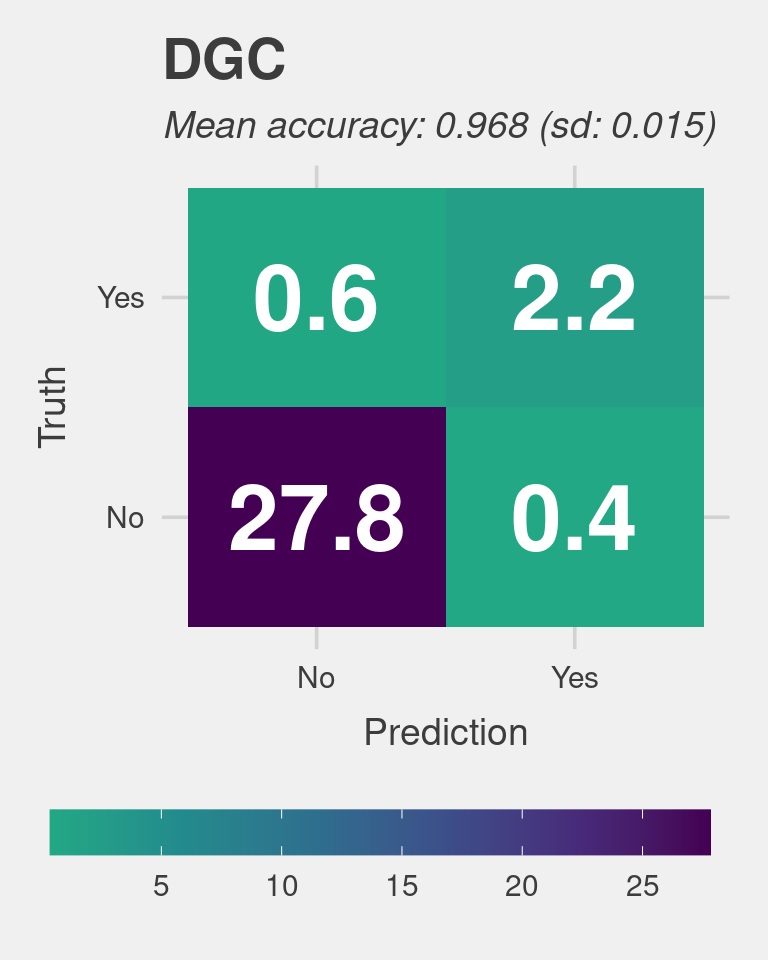 DGC
Mean accuracy: 0.968 (sd: 0.015)
Yes
0.6
2.2
Truth
No
27.8
0.4
No
Yes
Prediction
5
10
15
20
25